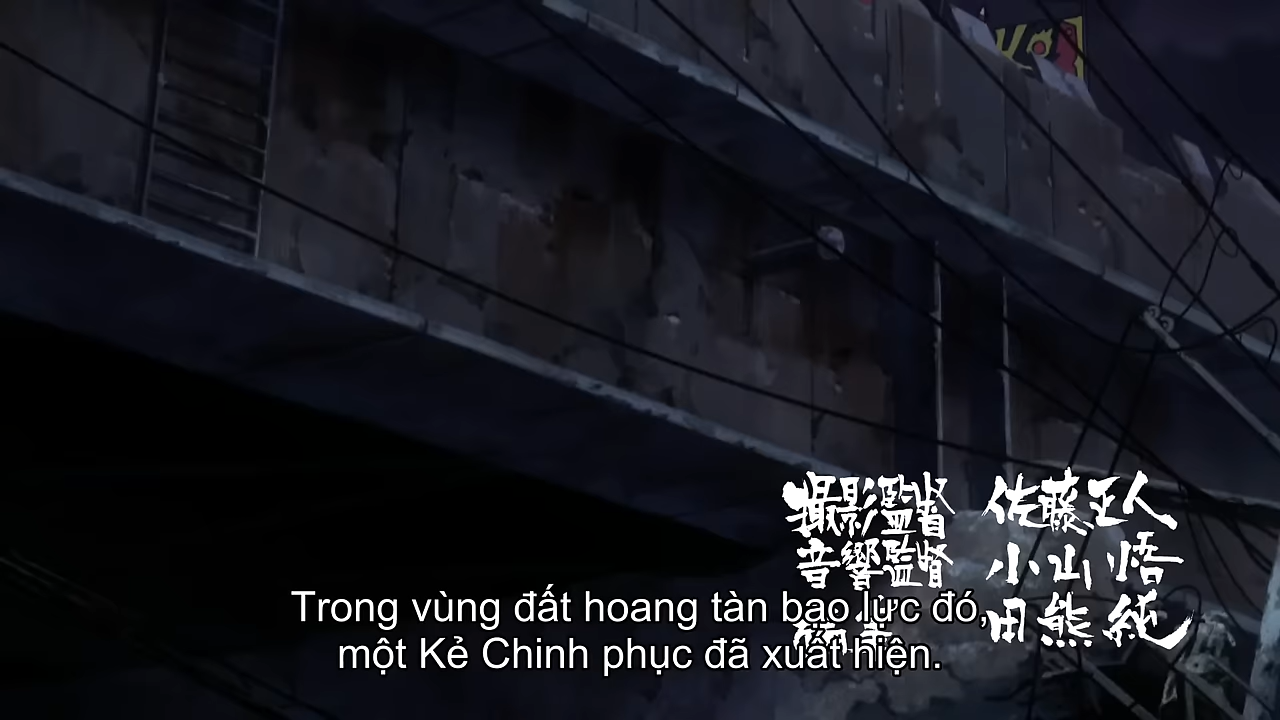 撮影監督 佐藤正人
音響監督 小山 悟
田熊 純
Trong vùng đất hoang tàn bạo lực đó,
một Kẻ Chinh phục đã xuất hiện.